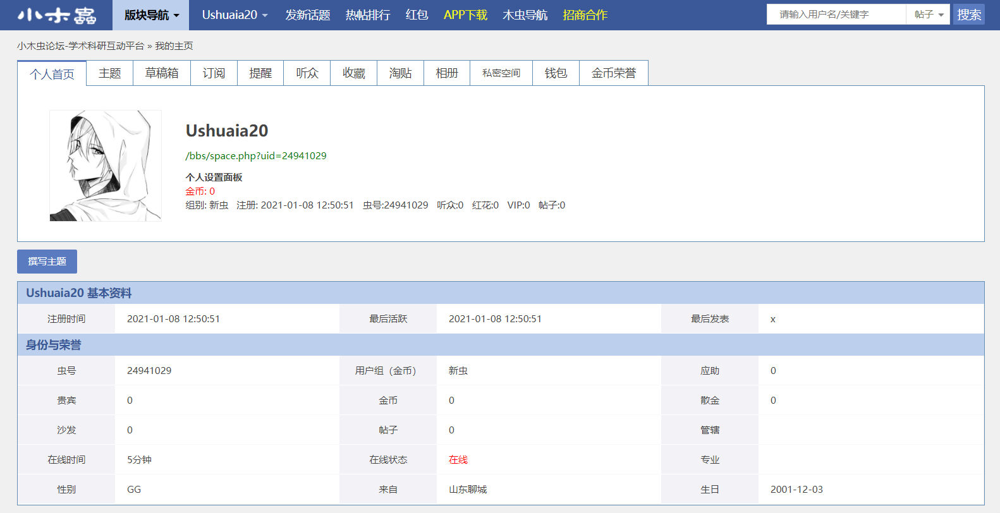 小木蟲 版块导航 Ushuaia20 发新话题 热帖排行 红包 APP下载 木虫导航 招商合作 请输入用户名/关键字 帖子 搜索
小木虫论坛-学术科研互动平台 » 我的主页
个人首页 主题 草稿箱 订阅 提醒 听众 收藏 淘贴 相册 私密空间 钱包 金币荣誉
Ushuaia20
/bbs/space.php?uid=24941029
个人设置面板
金币: 0
组别: 新虫 注册: 2021-01-08 12:50:51 虫号:24941029 听众:0 红花:0 VIP:0 帖子:0
撰写主题
Ushuaia20 基本资料
注册时间 2021-01-08 12:50:51 最后活跃 2021-01-08 12:50:51 最后发表 x
身份与荣誉
虫号 24941029 用户组（金币） 新虫 应助 0
贵宾 0 金币 0 散金 0
沙发 0 帖子 0 管辖
在线时间 5分钟 在线状态 在线 专业
性别 GG 来自 山东聊城 生日 2001-12-03